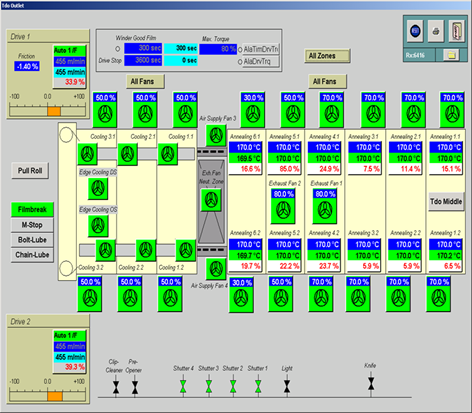 Tdo Outlet
Drive 1
Auto 1 /F
455 m/min
455 m/min
33.9 %
Friction
-1.40 %
-100 0.0 +100
Winder Good Film 300 sec 300 sec
Drive Stop 3600 sec 0 sec
Max. Torque
80 % AlaTimDrvTrq
AlaDrvTrq
All Zones
Rc:6416
All Fans
All Fans
50.0 % 50.0 % 50.0 %
30.0 % 50.0 % 70.0 % 70.0 % 70.0 % 70.0 %
Air Supply Fan 3
Cooling 3.1 Cooling 2.1 Cooling 1.1
Annealing 6.1 Annealing 5.1 Annealing 4.1 Annealing 3.1 Annealing 2.1 Annealing 1.1
170.0 °C 170.0 °C 170.0 °C 170.0 °C 170.0 °C 170.0 °C
169.5 °C 170.0 °C 170.0 °C 170.0 °C 170.0 °C 170.0 °C
16.6 % 85.0 % 24.9 % 7.5 % 11.4 % 15.1 %
Pull Roll
Edge Cooling DS
Exh.Fan
Neut. Zone
Exhaust Fan 2 Exhaust Fan 1
80.0 % 80.0 %
Tdo Middle
Edge Cooling OS
Filmbreak
M-Stop
Bolt-Lube
Chain-Lube
Annealing 6.2 Annealing 5.2 Annealing 4.2 Annealing 3.2 Annealing 2.2 Annealing 1.2
170.0 °C 170.0 °C 170.0 °C 170.0 °C 170.0 °C 170.0 °C
169.7 °C 170.0 °C 170.0 °C 170.0 °C 170.0 °C 170.2 °C
19.7 % 22.2 % 23.7 % 5.9 % 5.9 % 6.5 %
Cooling 3.2 Cooling 2.2 Cooling 1.2
Air Supply Fan 4
50.0 % 50.0 % 50.0 %
30.0 % 50.0 % 70.0 % 70.0 % 70.0 % 70.0 %
Drive 2
Auto 1 /F
455 m/min
455 m/min
39.3 %
-100 0.0 +100
Clip-
Cleaner
Pre-
Opener
Shutter 4 Shutter 3 Shutter 2 Shutter 1 Light Knife